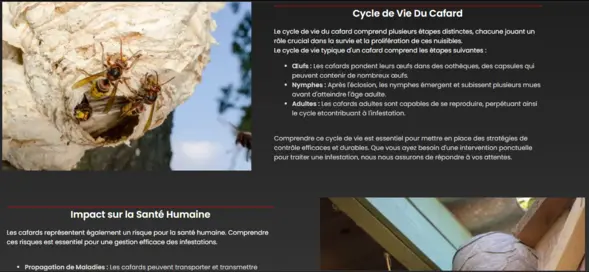 Cycle de Vie Du Cafard
Le cycle de vie du cafard comprend plusieurs étapes distinctes, chacune jouant un
rôle crucial dans la survie et la prolifération de ces nuisibles.
Le cycle de vie typique d'un cafard comprend les étapes suivantes :
Œufs : Les cafards pondent leurs œufs dans des oothèques, des capsules qui
peuvent contenir de nombreux œufs.
Nymphes : Après l'éclosion, les nymphes émergent et subissent plusieurs mues
avant d'atteindre l'âge adulte.
Adultes : Les cafards adultes sont capables de se reproduire, perpétuant ainsi
le cycle etcontribuant à l'infestation.
Comprendre ce cycle de vie est essentiel pour mettre en place des stratégies de
contrôle efficaces et durables. Que vous ayez besoin d'une intervention ponctuelle
pour traiter une infestation, nous nous assurons de répondre à vos attentes.
Impact sur la Santé Humaine
Les cafards représentent également un risque pour la santé humaine. Comprendre
ces risques est essentiel pour une gestion efficace des infestations.
Propagation de Maladies : Les cafards peuvent transporter et transmettre